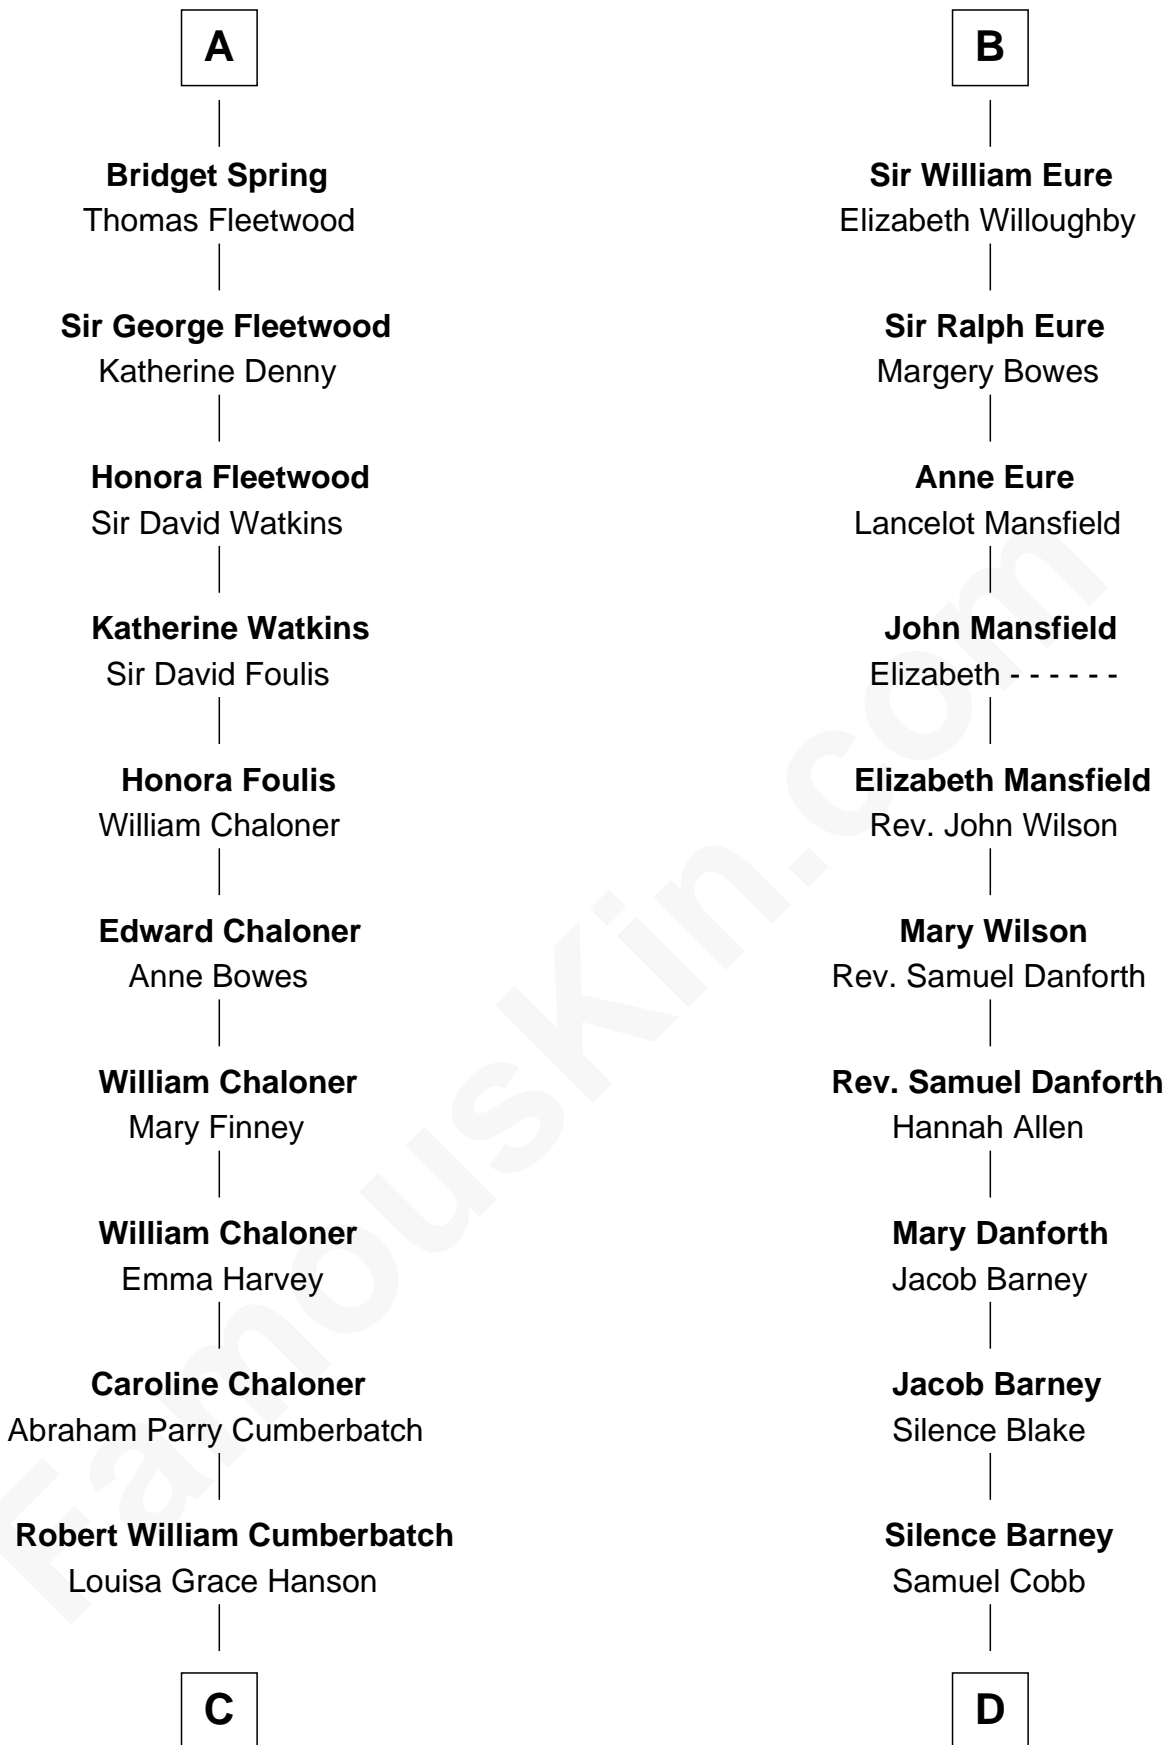 A
Bridget Spring
Thomas Fleetwood
Sir George Fleetwood
Katherine Denny
Honora Fleetwood
Sir David Watkins
Katherine Watkins
Sir David Foulis
Honora Foulis
William Chaloner
Edward Chaloner
Anne Bowes
William Chaloner
Mary Finney
William Chaloner
Emma Harvey
Caroline Chaloner
Abraham Parry Cumberbatch
Robert William Cumberbatch
Louisa Grace Hanson
C
B
Sir William Eure
Elizabeth Willoughby
Sir Ralph Eure
Margery Bowes
Anne Eure
Lancelot Mansfield
John Mansfield
Elizabeth - - - - - -
Elizabeth Mansfield
Rev. John Wilson
Mary Wilson
Rev. Samuel Danforth
Rev. Samuel Danforth
Hannah Allen
Mary Danforth
Jacob Barney
Jacob Barney
Silence Blake
Silence Barney
Samuel Cobb
D
FamousKin.com